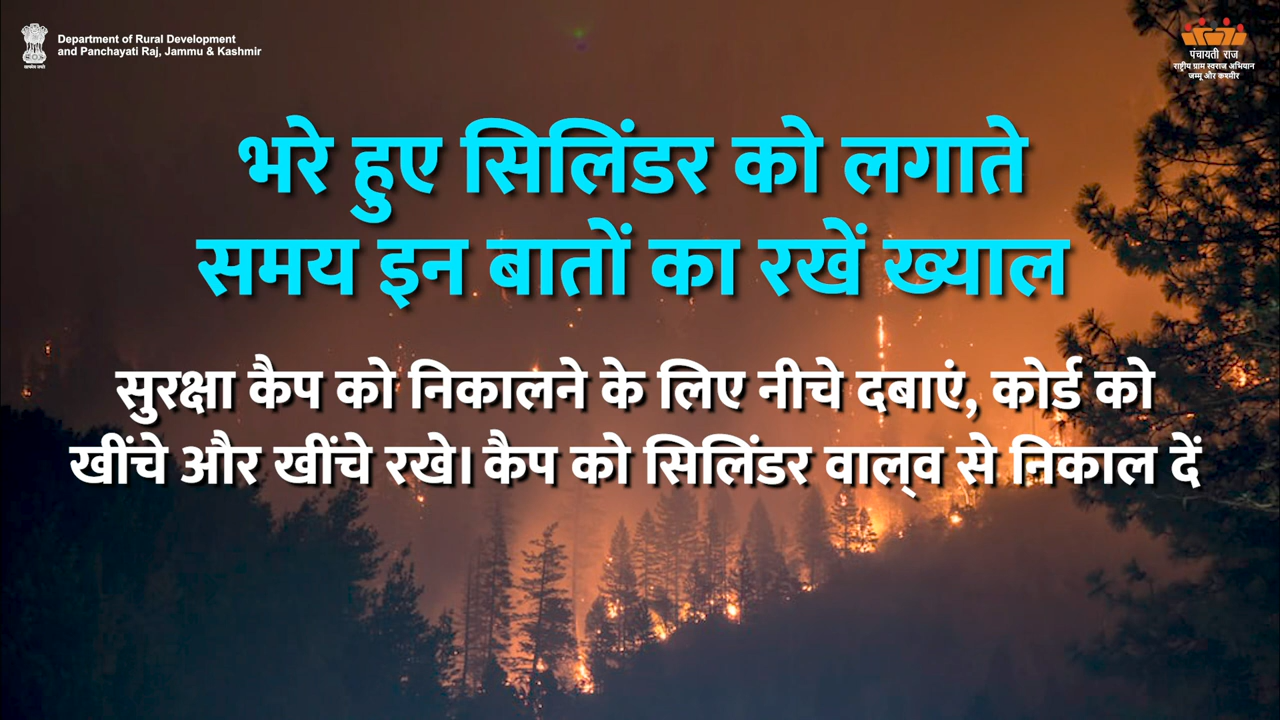 Department of Rural Development
and Panchayati Raj, Jammu & Kashmir
पंचायती राज
राष्ट्रीय ग्राम स्वराज अभियान
जम्मू और कश्मीर
भरे हुए सिलिंडर को लगाते
समय इन बातों का रखें ख्याल
सुरक्षा कैप को निकालने के लिए नीचे दबाएं, कोर्ड को
खींचे और खींचे रखे। कैप को सिलिंडर वाल्‌व से निकाल दें